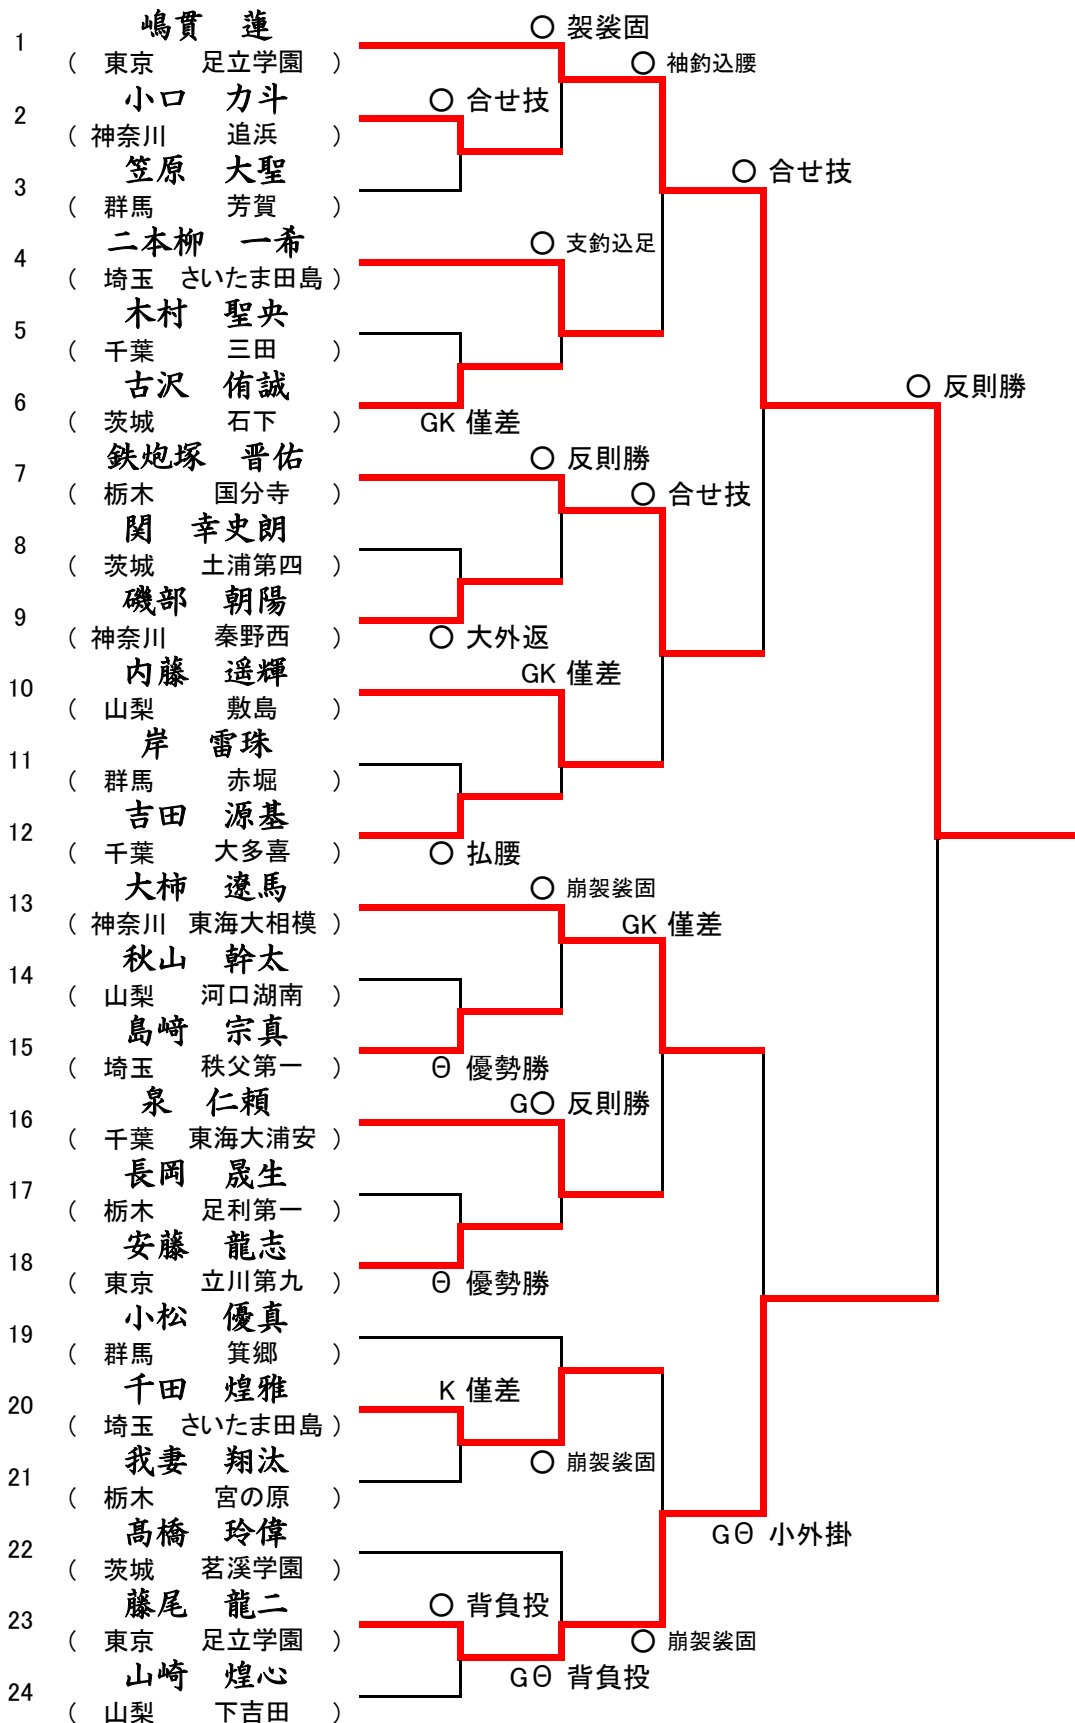 1 嶋貫 蓮 ○ 袈裟固
( 東京 足立学園 ) ○ 袖釣込腰
2 小口 力斗 ○ 合せ技
( 神奈川 追浜 )
3 笠原 大聖 ○ 合せ技
( 群馬 芳賀 )
4 二本柳 一希 ○ 支釣込足
( 埼玉 さいたま田島 )
5 木村 聖央
( 千葉 三田 )
6 古沢 侑誠 ○ 反則勝
( 茨城 石下 ) GK 僅差
7 鉄炮塚 晋佑 ○ 反則勝
( 栃木 国分寺 ) ○ 合せ技
8 関 幸史朗
( 茨城 土浦第四 )
9 磯部 朝陽
( 神奈川 秦野西 ) ○ 大外返
10 内藤 遥輝 GK 僅差
( 山梨 敷島 )
11 岸 雷珠
( 群馬 赤堀 )
12 吉田 源基
( 千葉 大多喜 ) ○ 払腰
13 大柿 遼馬 ○ 崩袈裟固
( 神奈川 東海大相模 ) GK 僅差
14 秋山 幹太
( 山梨 河口湖南 )
15 島﨑 宗真
( 埼玉 秩父第一 ) Θ 優勢勝
16 泉 仁頼 G○ 反則勝
( 千葉 東海大浦安 )
17 長岡 晟生
( 栃木 足利第一 )
18 安藤 龍志
( 東京 立川第九 ) Θ 優勢勝
19 小松 優真
( 群馬 箕郷 )
20 千田 煌雅 K 僅差
( 埼玉 さいたま田島 )
21 我妻 翔汰 ○ 崩袈裟固
( 栃木 宮の原 )
22 髙橋 玲偉 GΘ 小外掛
( 茨城 茗溪学園 )
23 藤尾 龍二 ○ 背負投
( 東京 足立学園 ) ○ 崩袈裟固
24 山崎 煌心 GΘ 背負投
( 山梨 下吉田 )